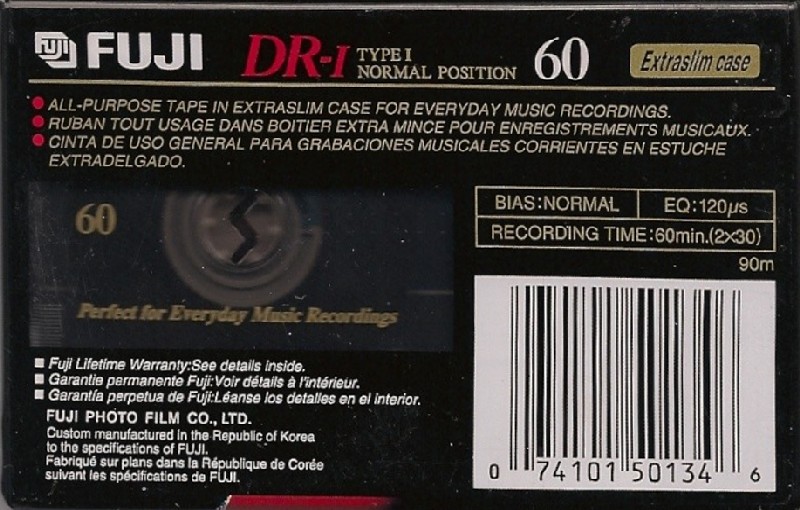 FUJI FUJI DR-I TYPE I NORMAL POSITION 60 Extraslim case
ALL-PURPOSE TAPE IN EXTRASLIM CASE FOR EVERYDAY MUSIC RECORDINGS.
RUBAN TOUT USAGE DANS BOITIER EXTRA MINCE POUR ENREGISTREMENTS MUSICAUX.
CINTA DE USO GENERAL PARA GRABACIONES MUSICALES CORRIENTES EN ESTUCHE
EXTRADELGADO.
60
Perfect for Everyday Music Recordings
BIAS:NORMAL EQ:120µs
RECORDING TIME:60min.(2×30)
90m
Fuji Lifetime Warranty:See details inside.
Garantie permanente Fuji:Voir détails à l'intérieur.
Garantía perpetua de Fuji:Léanse los detalles en el interior.
FUJI PHOTO FILM CO., LTD.
Custom manufactured in the Republic of Korea
to the specifications of FUJI.
Fabriqué sur plans dans la République de Corée
suivant les spécifications de FUJI.
0 74101 50134 6